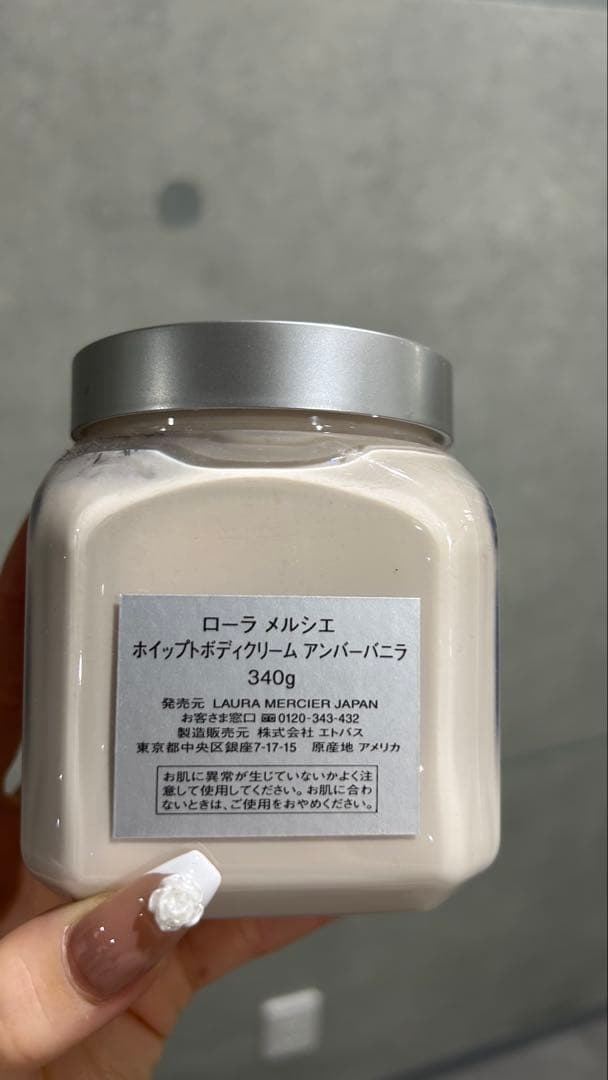 ローラ メルシエ
ホイップトボディクリーム アンバーバニラ
340g
発売元 LAURA MERCIER JAPAN
お客さま窓口 0120-343-432
製造販売元 株式会社 エトバス
東京都中央区銀座7-17-15 原産地 アメリカ
お肌に異常が生じていないかよく注
意して使用してください。お肌に合わ
ないときは、ご使用をおやめください。